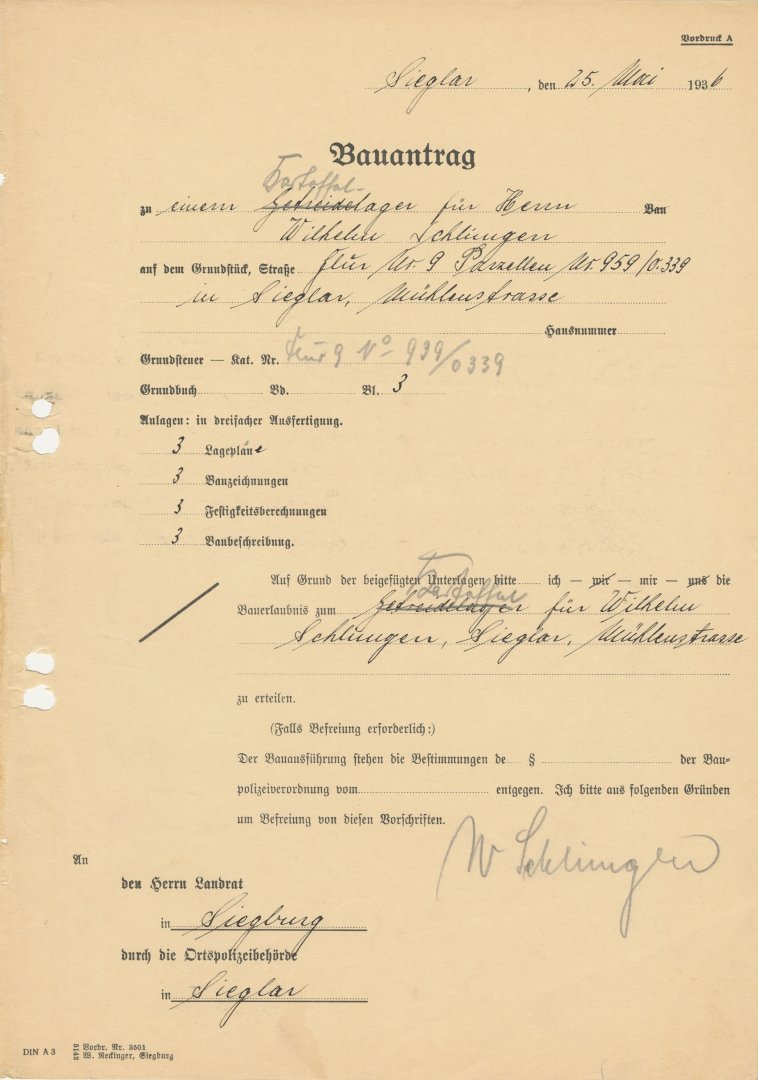 Vordruck A
Sieglar, den 25. Mai 1936
Bauantrag
Kartoffel-
zu einem Getreidelager für Herrn Bau
Wilhelm Schlüngen
auf dem Grundstück, Straße Flur Nr. 9 Parzellen Nr. 959/0.339
in Sieglar, Mühlenstrasse
Hausnummer
Grundsteuer — Kat. Nr. Flur 9 No 939/0339
Grundbuch Bd. Bl. 3
Anlagen: in dreifacher Ausfertigung.
3 Lagepläne
3 Bauzeichnungen
3 Festigkeitsberechnungen
3 Baubeschreibung.
Auf Grund der beigefügten Unterlagen bitte ich — wir — mir — uns die
Kartoffel
Bauerlaubnis zum Getreidelager für Wilhelm
Schlüngen, Sieglar, Mühlenstrasse
zu erteilen.
(Falls Befreiung erforderlich:)
Der Bauausführung stehen die Bestimmungen de § der Bau-
polizeiverordnung vom entgegen. Ich bitte aus folgenden Gründen
um Befreiung von diesen Vorschriften.
W Schlüngen
An
den Herrn Landrat
in Siegburg
durch die Ortspolizeibehörde
in Sieglar
DIN A 3
5142 Vordr. Nr. 3501
W. Reckinger, Siegburg